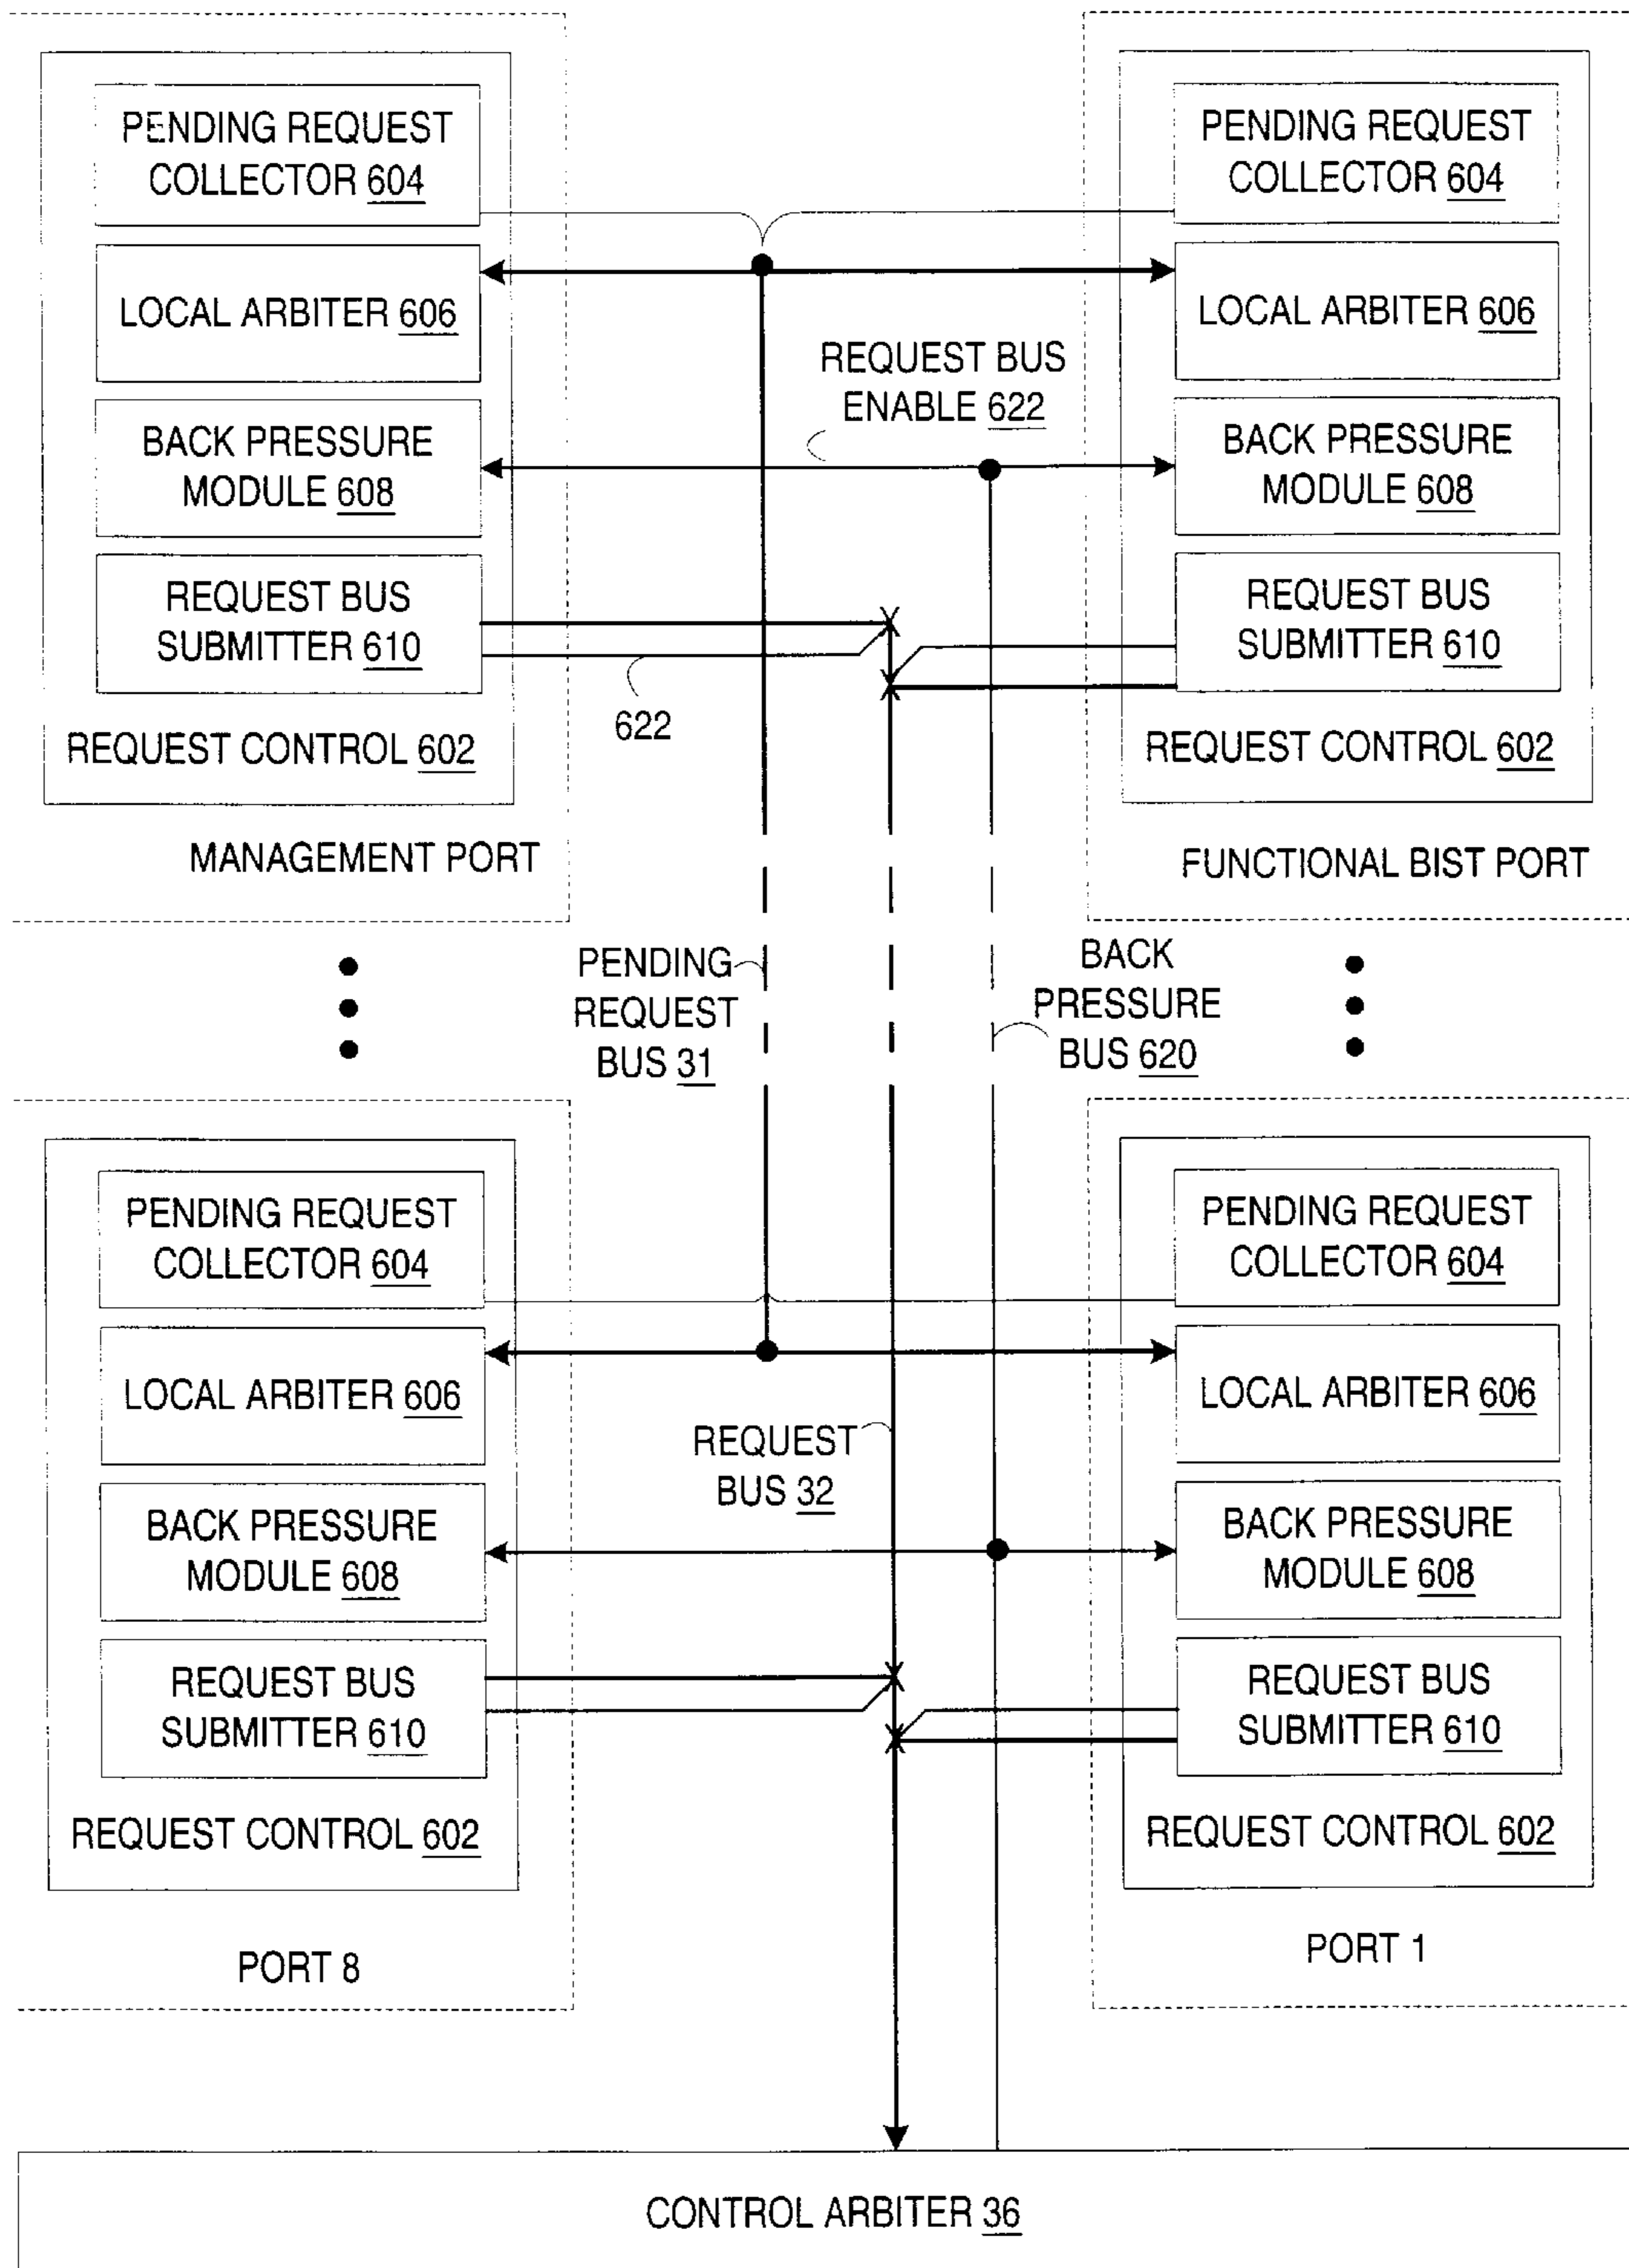 PENDING REQUEST
COLLECTOR 604
LOCAL ARBITER 606
BACK PRESSURE
MODULE 608
REQUEST BUS
SUBMITTER 610
REQUEST CONTROL 602
MANAGEMENT PORT
REQUEST BUS
ENABLE 622
622
PENDING REQUEST
COLLECTOR 604
LOCAL ARBITER 606
BACK PRESSURE
MODULE 608
REQUEST BUS
SUBMITTER 610
REQUEST CONTROL 602
FUNCTIONAL BIST PORT
PENDING
REQUEST
BUS 31
BACK
PRESSURE
BUS 620
PENDING REQUEST
COLLECTOR 604
LOCAL ARBITER 606
BACK PRESSURE
MODULE 608
REQUEST BUS
SUBMITTER 610
REQUEST CONTROL 602
PORT 8
REQUEST
BUS 32
PENDING REQUEST
COLLECTOR 604
LOCAL ARBITER 606
BACK PRESSURE
MODULE 608
REQUEST BUS
SUBMITTER 610
REQUEST CONTROL 602
PORT 1
CONTROL ARBITER 36